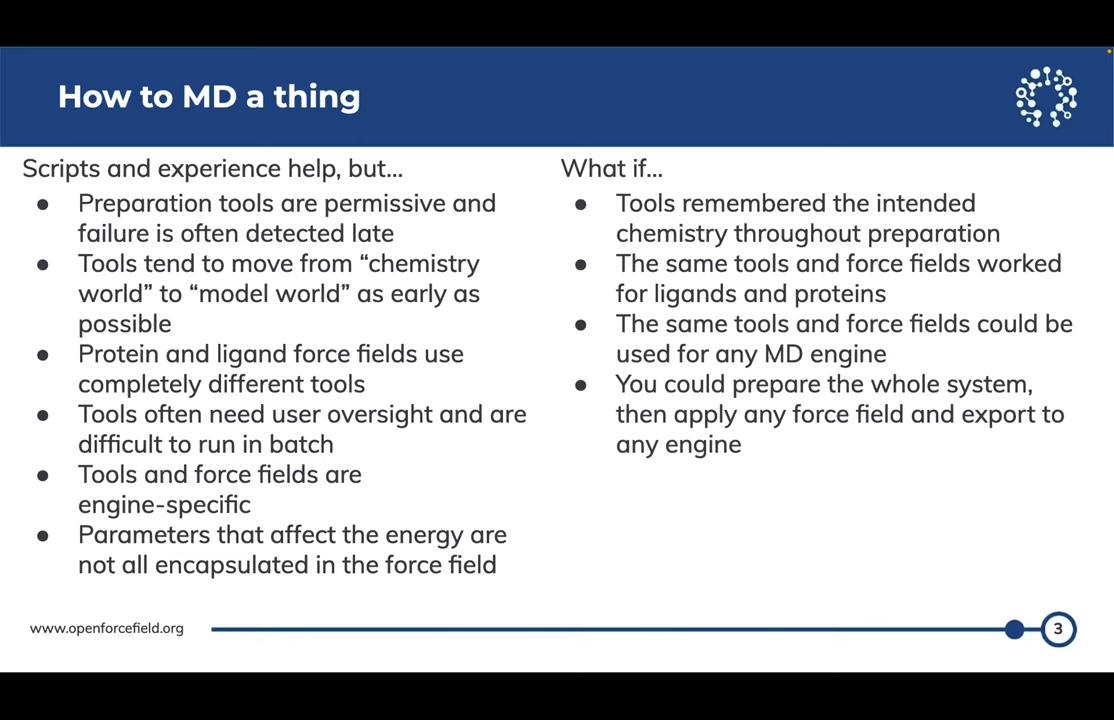 How to MD a thing
Scripts and experience help, but...
● Preparation tools are permissive and
failure is often detected late
● Tools tend to move from “chemistry
world” to “model world” as early as
possible
● Protein and ligand force fields use
completely different tools
● Tools often need user oversight and are
difficult to run in batch
● Tools and force fields are
engine-specific
● Parameters that affect the energy are
not all encapsulated in the force field
What if...
● Tools remembered the intended
chemistry throughout preparation
● The same tools and force fields worked
for ligands and proteins
● The same tools and force fields could be
used for any MD engine
● You could prepare the whole system,
then apply any force field and export to
any engine
www.openforcefield.org
3